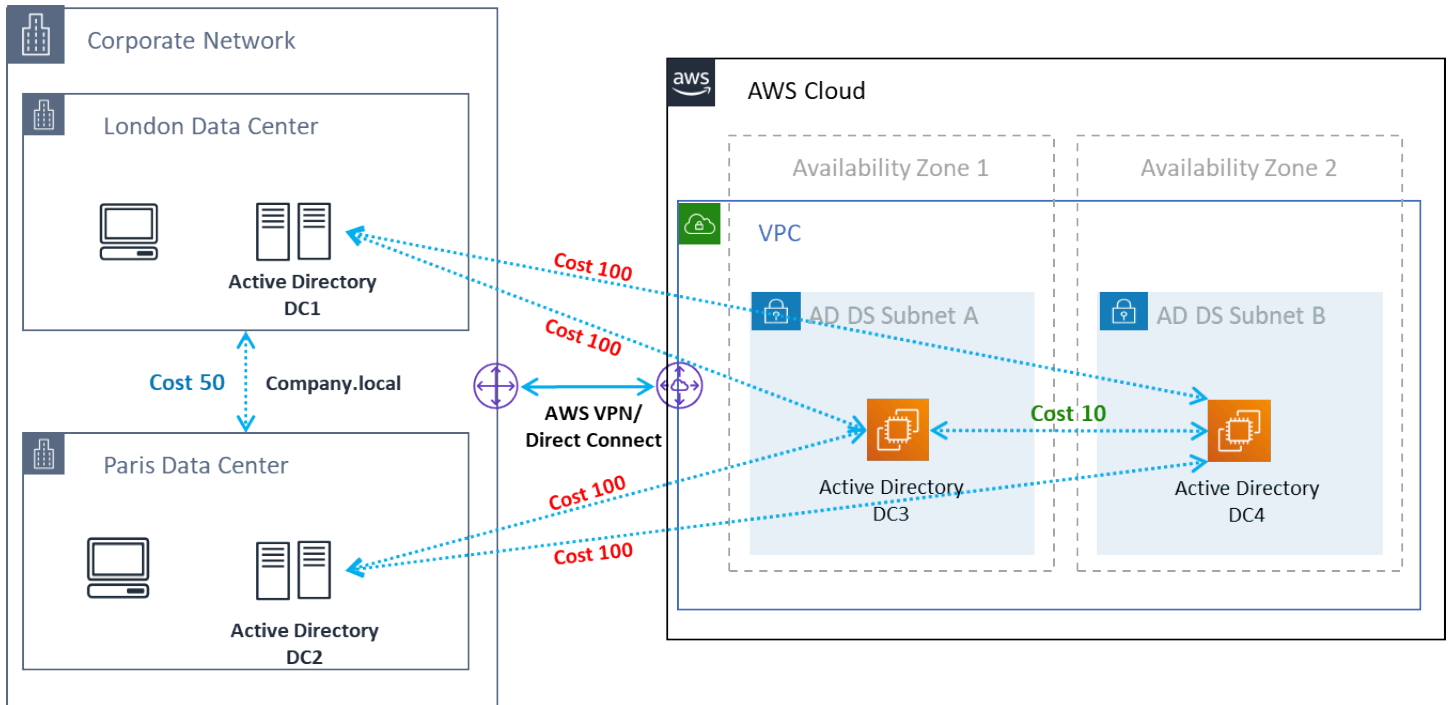 Corporate Network
London Data Center
Active Directory
DC1
Cost 50
Company.local
Paris Data Center
Active Directory
DC2
AWS VPN/
Direct Connect
Cost 100
Cost 100
Cost 100
Cost 100
aws
AWS Cloud
Availability Zone 1
Availability Zone 2
VPC
AD DS Subnet A
AD DS Subnet B
Cost 10
Active Directory
DC3
Active Directory
DC4